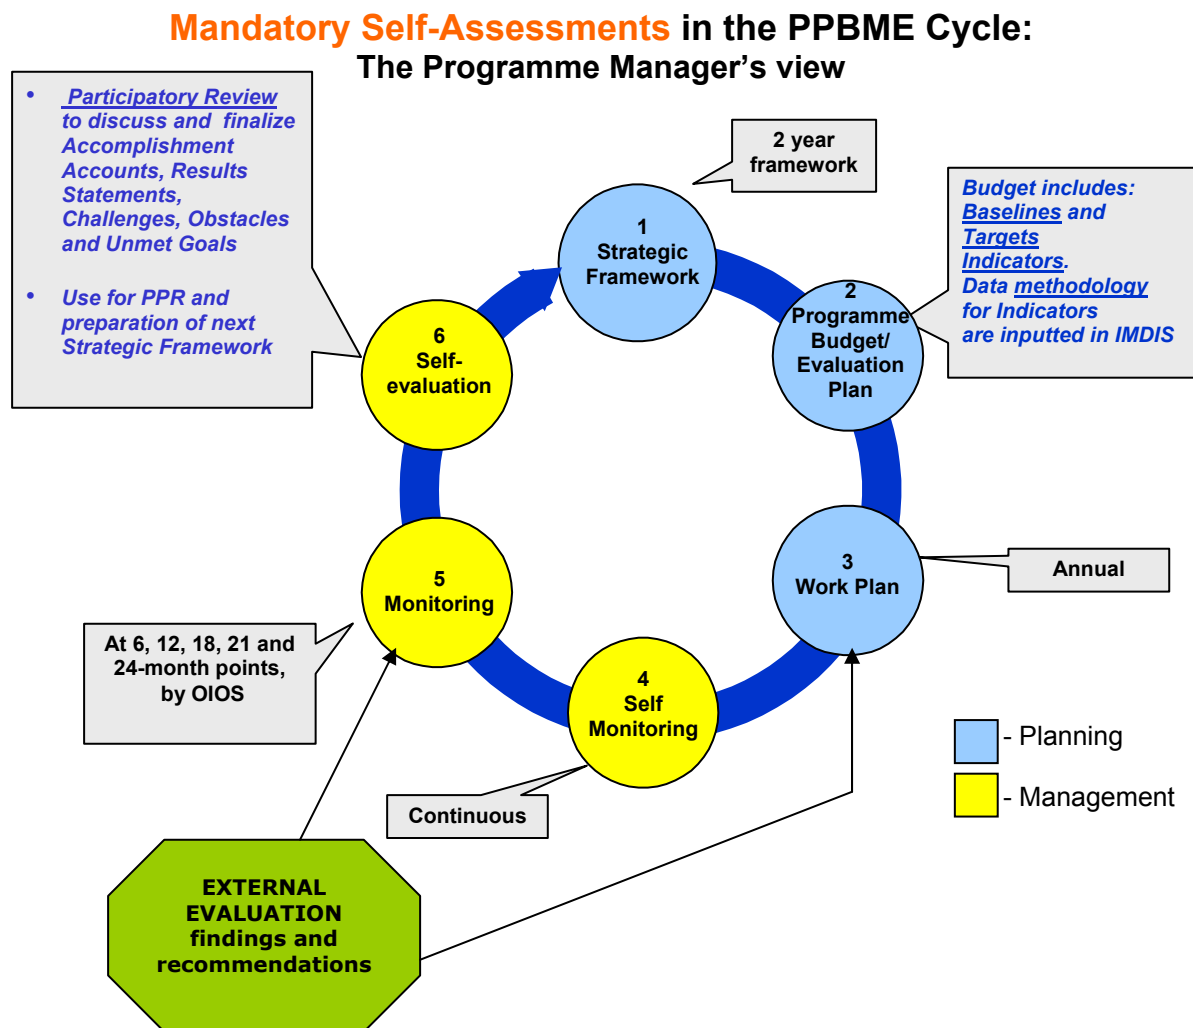 Mandatory Self-Assessments in the PPBME Cycle:
The Programme Manager's view
• Participatory Review
to discuss and finalize
Accomplishment
Accounts, Results
Statements,
Challenges, Obstacles
and Unmet Goals
• Use for PPR and
preparation of next
Strategic Framework
2 year
framework
Budget includes:
Baselines and
Targets
Indicators.
Data methodology
for Indicators
are inputted in IMDIS
1
Strategic
Framework
2
Programme
Budget/
Evaluation
Plan
3
Work Plan
Annual
4
Self
Monitoring
Continuous
5
Monitoring
At 6, 12, 18, 21 and
24-month points,
by OIOS
6
Self-
evaluation
- Planning
- Management
EXTERNAL
EVALUATION
findings and
recommendations